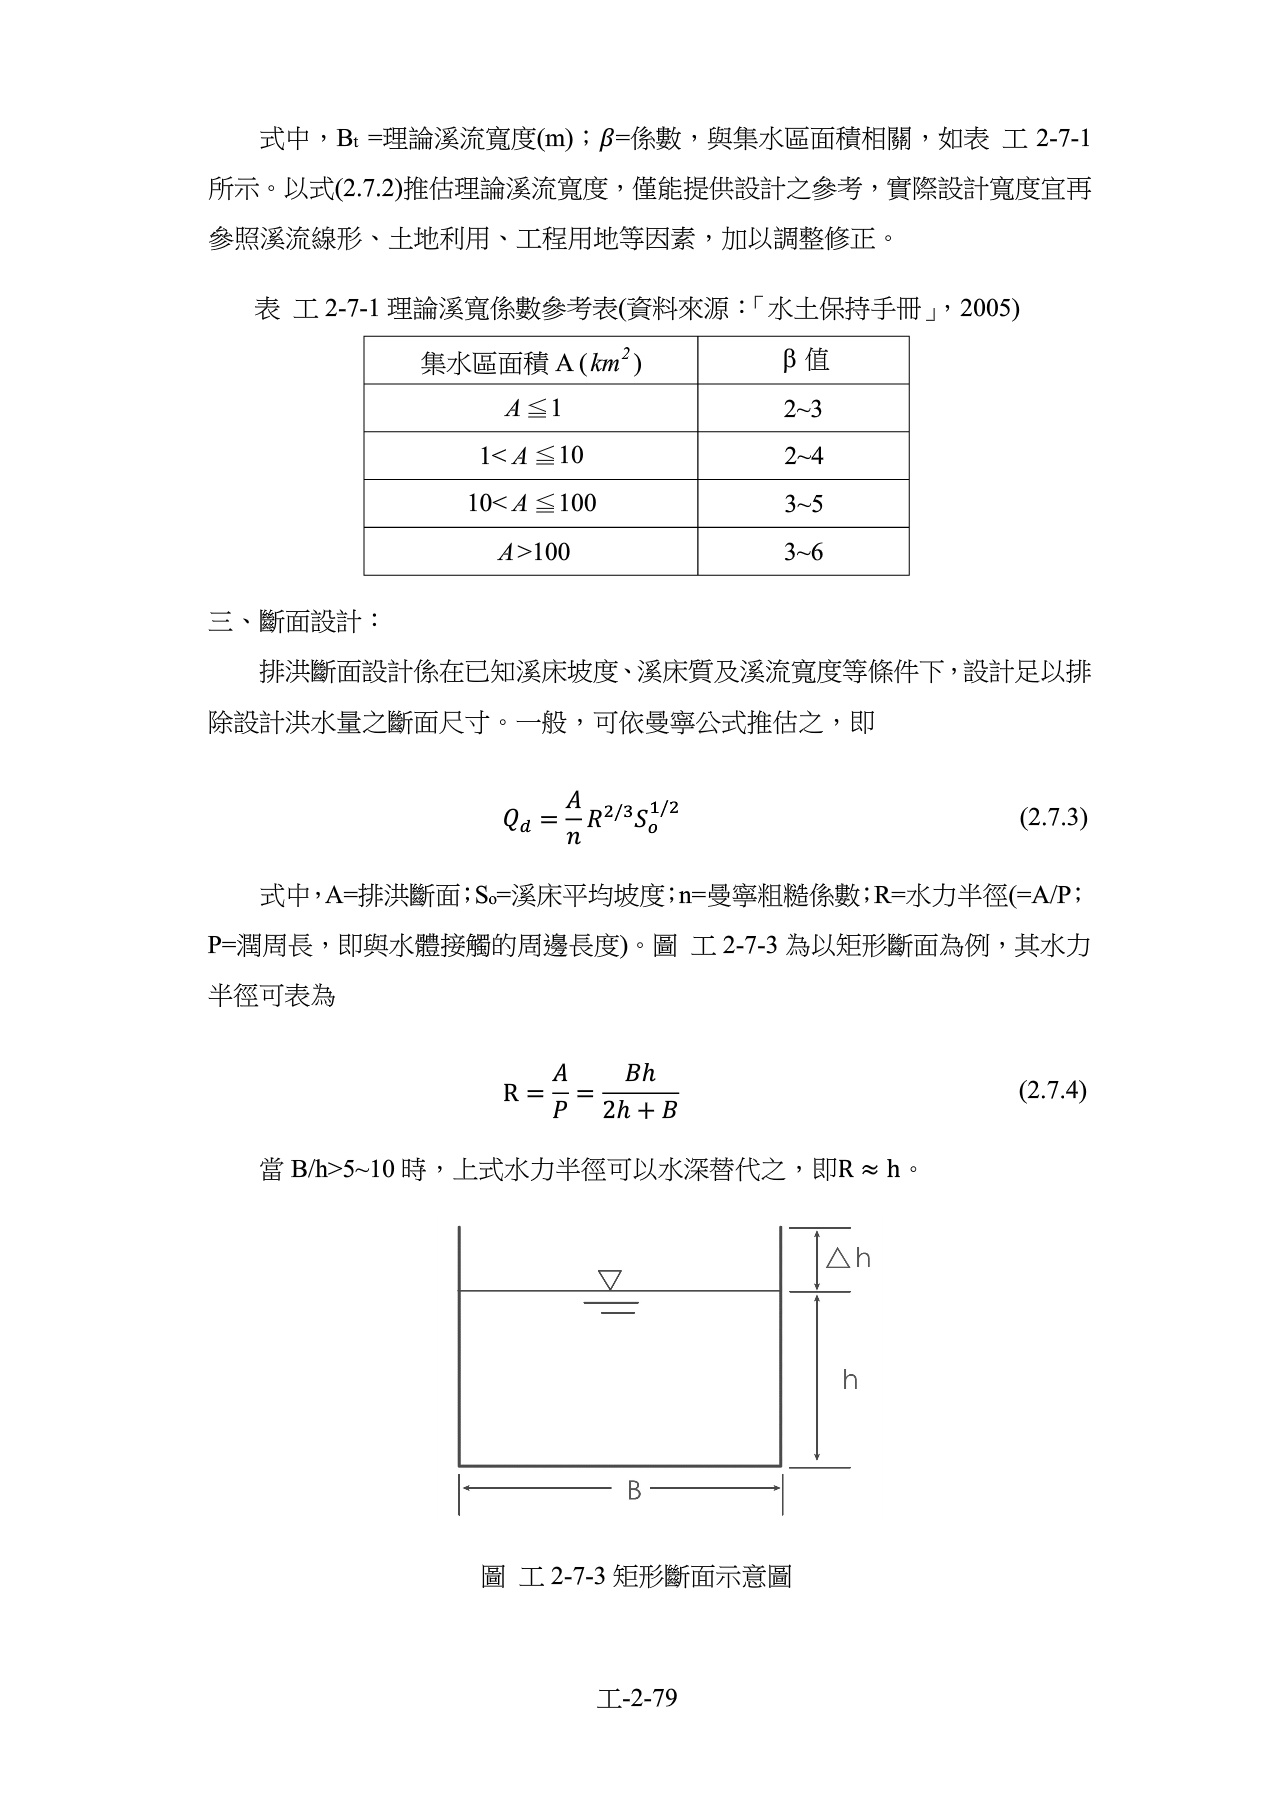 式中，Bt =理論溪流寬度(m)；β=係數，與集水區面積相關，如表 工 2-7-1
所示。以式(2.7.2)推估理論溪流寬度，僅能提供設計之參考，實際設計寬度宜再
參照溪流線形、土地利用、工程用地等因素，加以調整修正。
表 工 2-7-1 理論溪寬係數參考表(資料來源：「水土保持手冊」，2005)
集水區面積 A (km²) β 值
A ≦1 2~3
1< A ≦10 2~4
10< A ≦100 3~5
A >100 3~6
三、斷面設計：
排洪斷面設計係在已知溪床坡度、溪床質及溪流寬度等條件下，設計足以排
除設計洪水量之斷面尺寸。一般，可依曼寧公式推估之，即
Q_d = A/n R^{2/3} S_o^{1/2} (2.7.3)
式中，A=排洪斷面；So=溪床平均坡度；n=曼寧粗糙係數；R=水力半徑(=A/P；
P=潤周長，即與水體接觸的周邊長度)。圖 工 2-7-3 為以矩形斷面為例，其水力
半徑可表為
R = A/P = Bh/(2h + B) (2.7.4)
當 B/h>5~10 時，上式水力半徑可以水深替代之，即R ≈ h。
△h
h
B
圖 工 2-7-3 矩形斷面示意圖
工-2-79